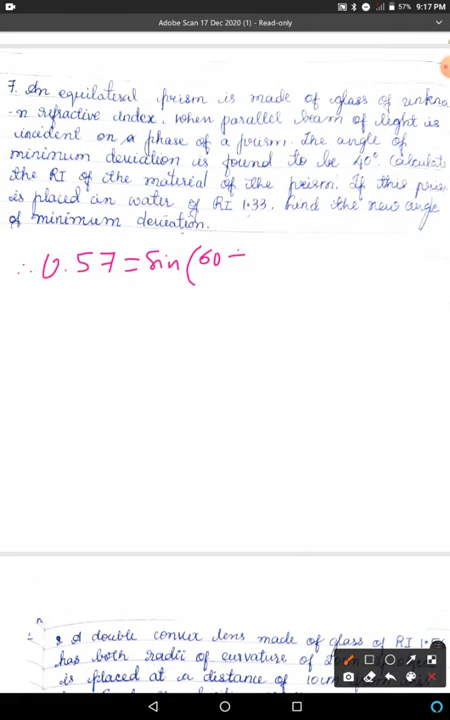 57% 9:17 PM
Adobe Scan 17 Dec 2020 (1) - Read-only
7. An equilateral prism is made of glass of unkno
-n refractive index, when parallel beam of light is
incident on a phase of a prism. The angle of
minimum deviation is found to be 40° calculate
the RI of the material of the prism. If this prism
is placed in water of RI 1.33, find the new angle
of minimum deviation.
∴ 0.57 = Sin(60 +
2 A double convex lens made of glass of RI 1.5
has both radii of curvature of
is placed at a distance of 10cm from